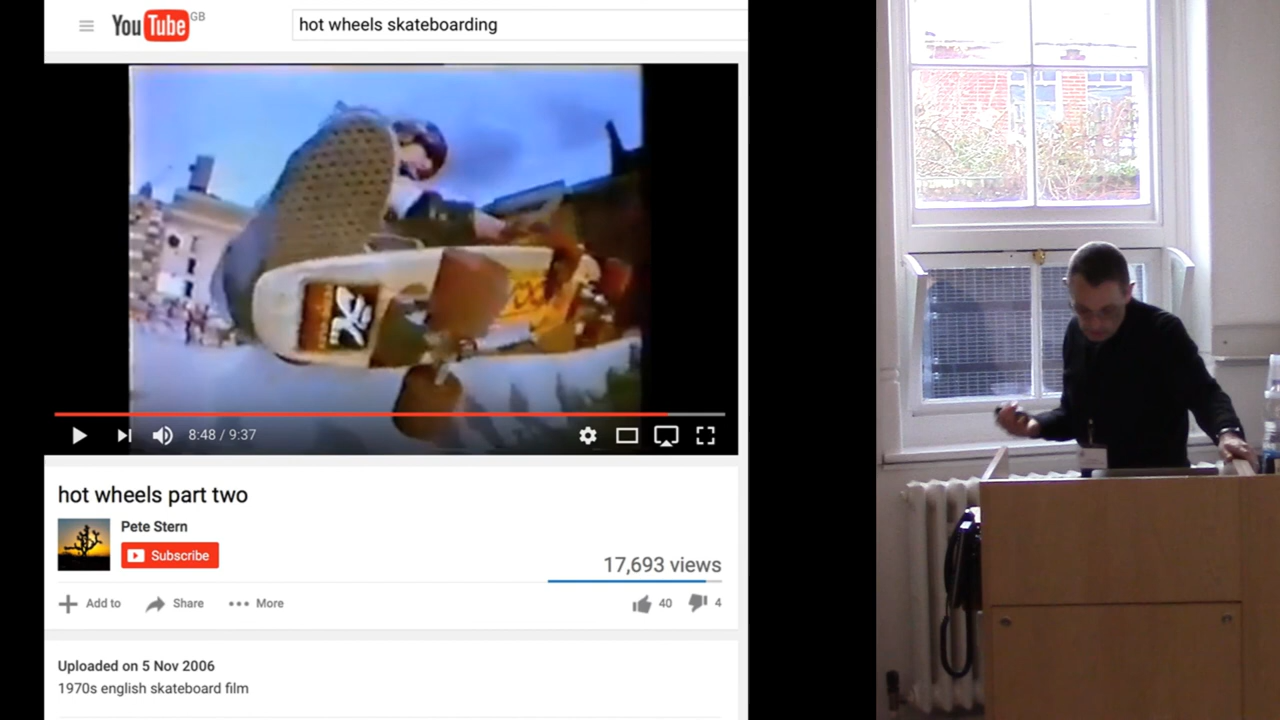 YouTube GB
hot wheels skateboarding
8:48 / 9:37
hot wheels part two
Pete Stern
Subscribe
17,693 views
Add to
Share
More
40
4
Uploaded on 5 Nov 2006
1970s english skateboard film